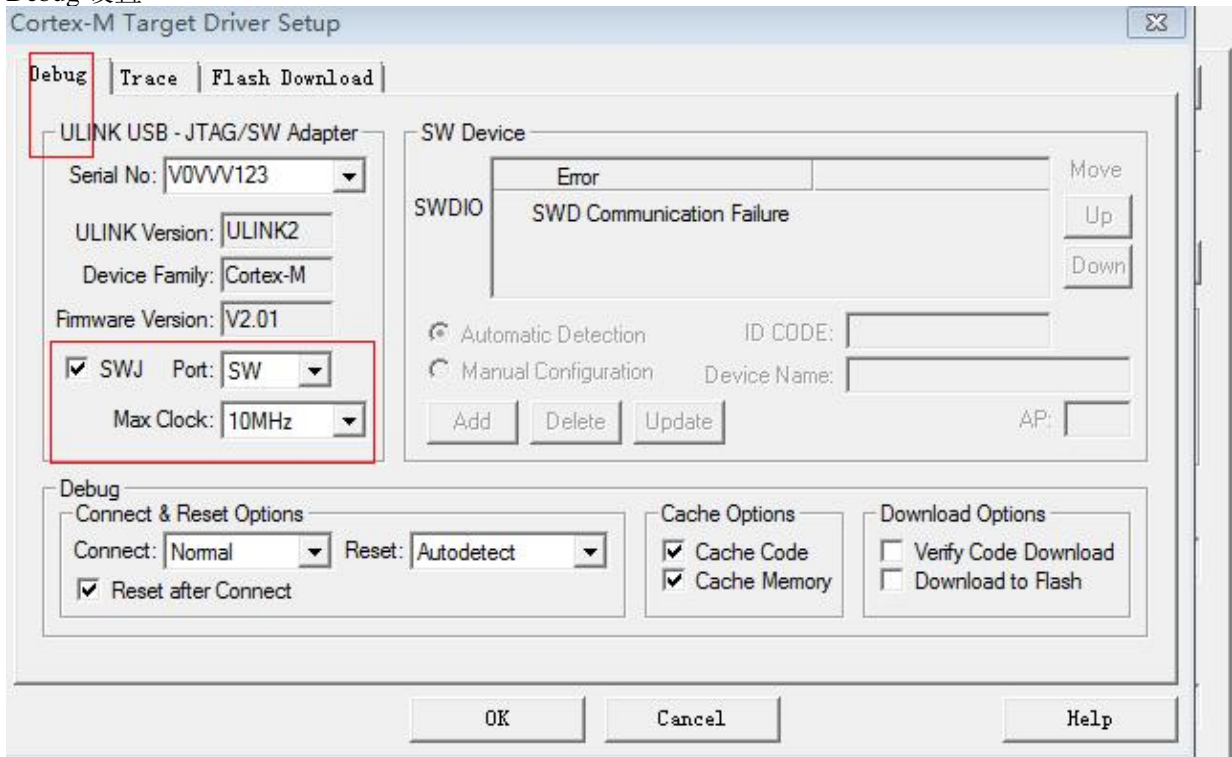 Debug 设置
Cortex-M Target Driver Setup
Debug Trace Flash Download
ULINK USB - JTAG/SW Adapter
Serial No: V0VVV123
ULINK Version: ULINK2
Device Family: Cortex-M
Firmware Version: V2.01
SWJ Port: SW
Max Clock: 10MHz
SW Device
Error
SWDIO SWD Communication Failure
Move
Up
Down
Automatic Detection ID CODE:
Manual Configuration Device Name:
Add Delete Update AP:
Debug
Connect & Reset Options
Connect: Normal Reset: Autodetect
Reset after Connect
Cache Options
Cache Code
Cache Memory
Download Options
Verify Code Download
Download to Flash
OK Cancel Help